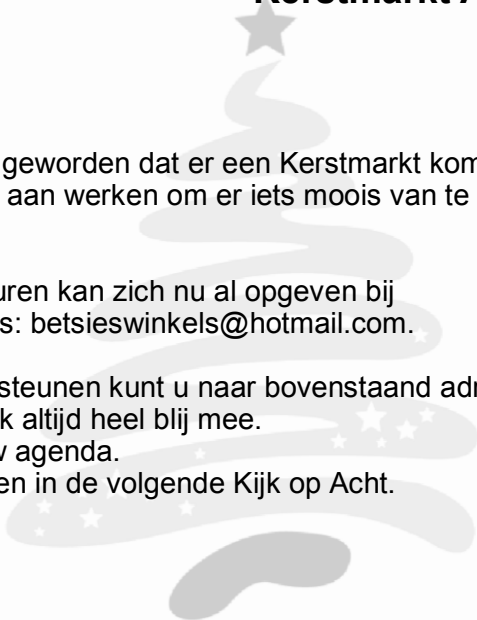 Kerstmarkt A
geworden dat er een Kerstmarkt kom
aan werken om er iets moois van te
uren kan zich nu al opgeven bij
s: betsieswinkels@hotmail.com.
steunen kunt u naar bovenstaand adr
k altijd heel blij mee.
v agenda.
en in de volgende Kijk op Acht.